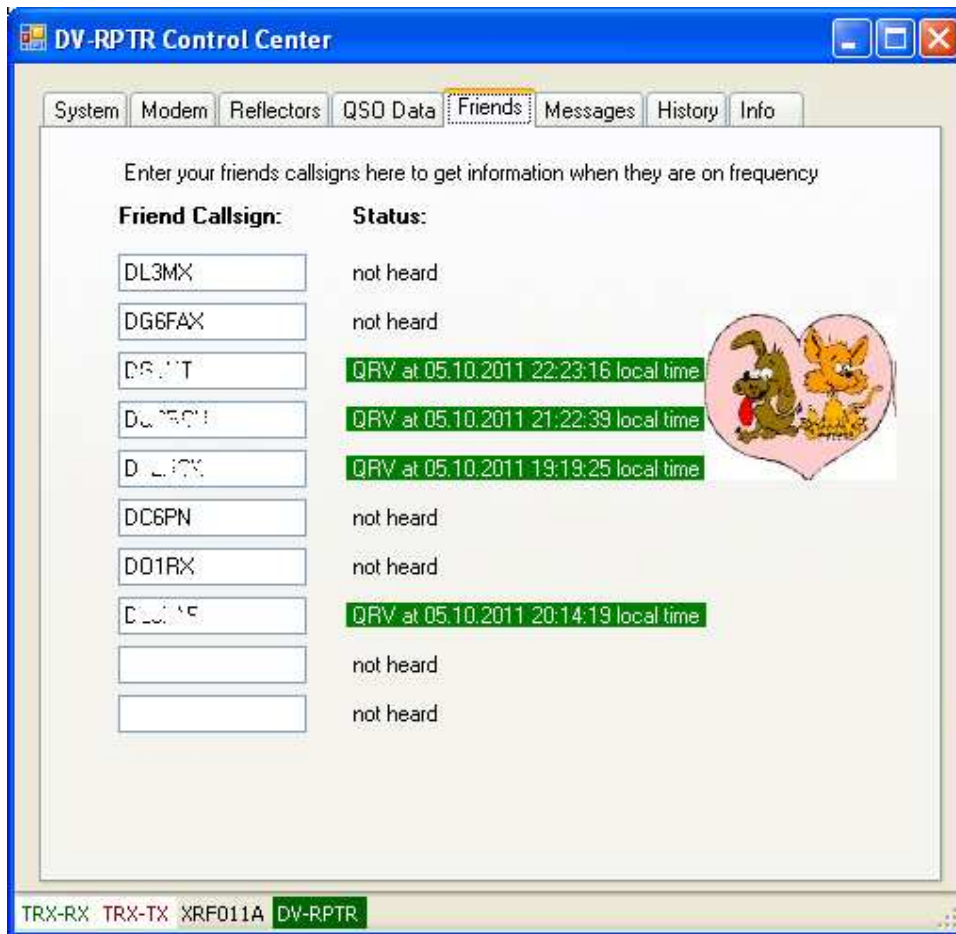 DV-RPTR Control Center
System Modem Reflectors QSO Data Friends Messages History Info
Enter your friends callsigns here to get information when they are on frequency
Friend Callsign: Status:
DL3MX not heard
DG6FAX not heard
QRV at 05.10.2011 22:23:16 local time
QRV at 05.10.2011 21:22:39 local time
QRV at 05.10.2011 19:19:25 local time
DC6PN not heard
DO1RX not heard
QRV at 05.10.2011 20:14:19 local time
not heard
not heard
TRX-RX TRX-TX XRF011A DV-RPTR